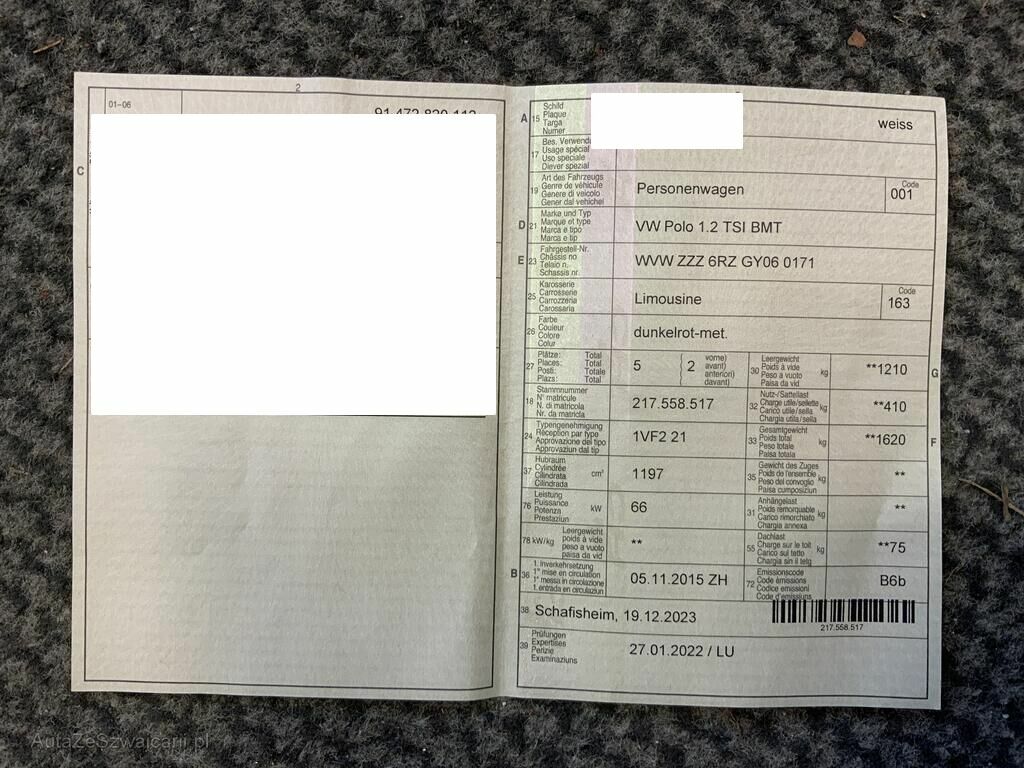 2
01-06
C
A 15 Schild
Plaque
Targa
Numer
weiss
17
Usage spécial
Uso speciale
Diever spezial
19 Art des Fahrzeugs
Genre de véhicule
Genere di veicolo
Gener dal vehichel
Personenwagen
Code
001
D 21 Marke und Typ
Marque et type
Marca e tipo
Marca e tip
VW Polo 1.2 TSI BMT
E 23 Fahrgestell-Nr.
Châssis no
Telaio n.
Schassis nr.
WVW ZZZ 6RZ GY06 0171
25 Karosserie
Carrosserie
Carrozzeria
Carossaria
Limousine
Code
163
26 Farbe
Couleur
Colore
Colur
dunkelrot-met.
27 Plätze: Total
Places: Total
Posti: Totale
Plazs: Total
5 ( 2 vorne)
avant)
anteriori)
davant)
30 Leergewicht
Poids à vide
Peso a vuoto
Paisa da vid
kg **1210 G
18 Stammnummer
N° matricule
N. di matricola
Nr. da matricla
217.558.517
32 Nutz-/Sattellast
Charge utile/sellette
Carico utile/sella
Chargia utila/sella
kg **410
24 Typengenehmigung
Réception par type
Approvazione del tipo
Approvaziun dal tip
1VF2 21
33 Gesamtgewicht
Poids total
Peso totale
Paisa totala
kg **1620 F
37 Hubraum
Cylindrée
Cilindrata
Cilindrada
cm³ 1197
35 Gewicht des Zuges
Poids de l'ensemble
Peso del convoglio
Paisa cumposiziun
kg **
76 Leistung
Puissance
Potenza
Prestaziun
kW 66
31 Anhängelast
Poids remorquable
Carico rimorchiato
Chargia annexa
kg **
78 kW/kg Leergewicht
poids à vide
peso a vuoto
paisa da vid
**
55 Dachlast
Charge sur le toit
Carico sul tetto
Chargia sin il tetg
kg **75
B 36 1. Inverkehrsetzung
1re mise en circulation
1a messa in circolazione
1. entrada en circulaziun
05.11.2015 ZH
72 Emissionscode
Code émissions
Codice emissioni
Code d'emissiuns
B6b
38 Schafisheim, 19.12.2023
217.558.517
39 Prüfungen
Expertises
Perizie
Examinaziuns
27.01.2022 / LU
AutaZeSzwajcarii.pl